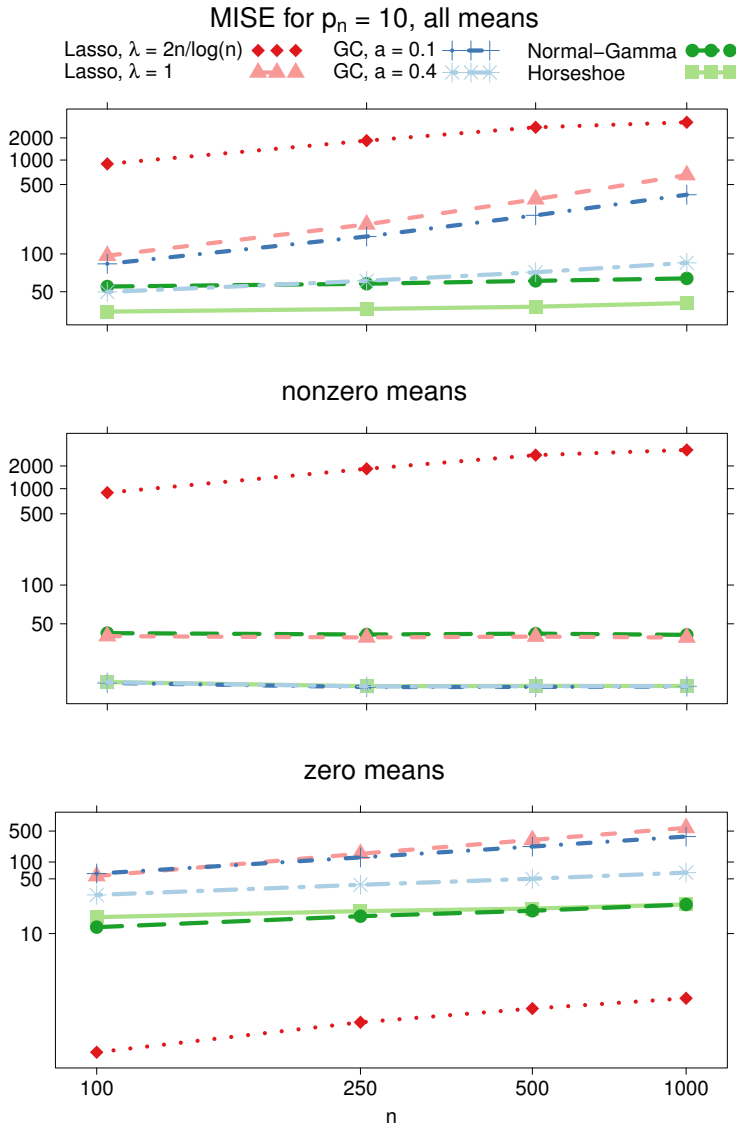 MISE for pn = 10, all means
Lasso, λ = 2n/log(n)
GC, a = 0.1
Normal−Gamma
Lasso, λ = 1
GC, a = 0.4
Horseshoe
2000
1000
500
100
50
nonzero means
2000
1000
500
100
50
zero means
500
100
50
10
100 250 500 1000
n